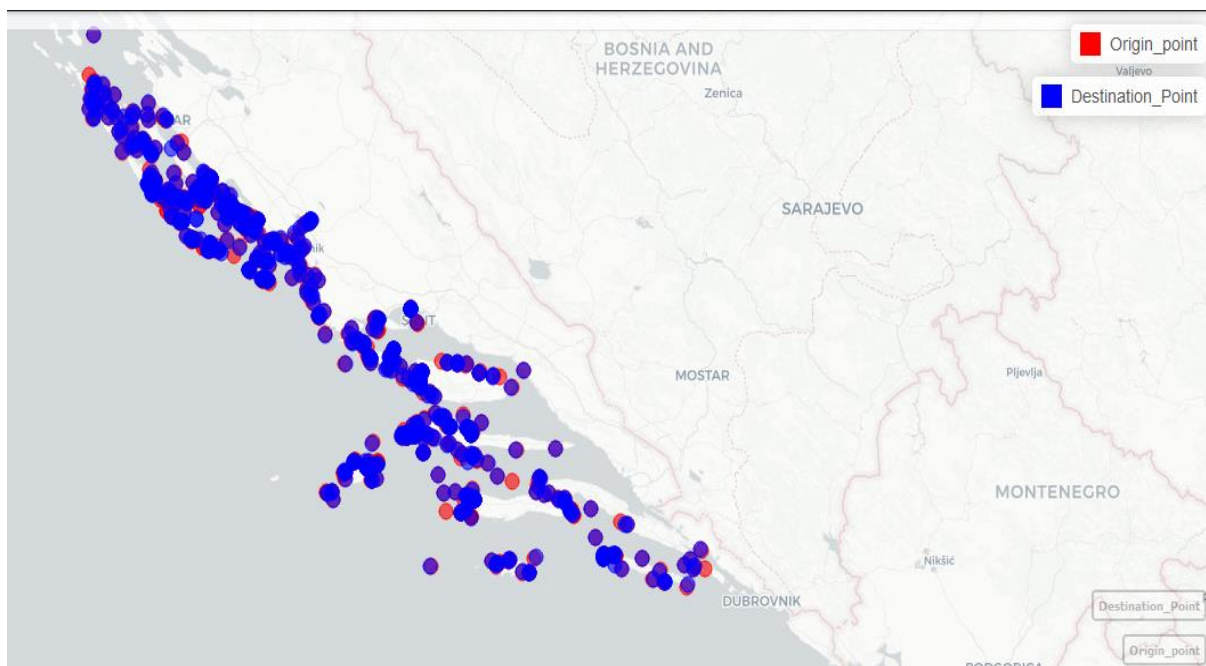 BOSNIA AND
HERZEGOVINA
Origin_point
Valjevo
Zenica
Destination_Point
SARAJEVO
MOSTAR
Pljevlja
MONTENEGRO
Nikšić
DUBROVNIK
Destination_Point
Origin_point